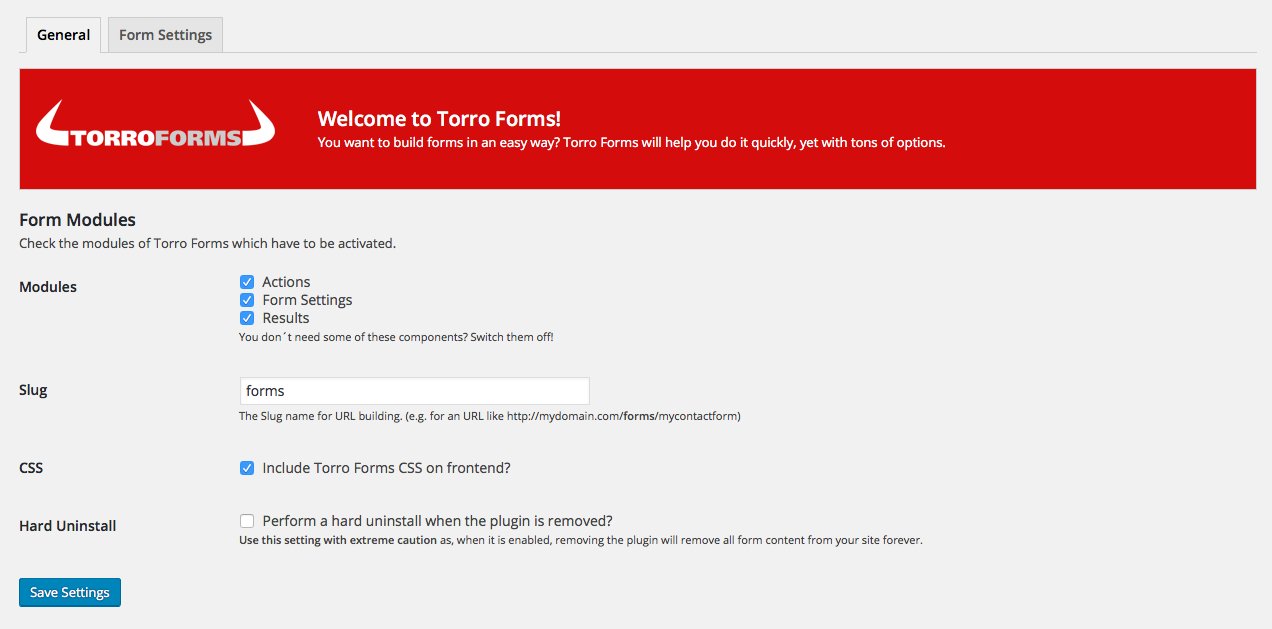 General
Form Settings
TORROFORMS
Welcome to Torro Forms!
You want to build forms in an easy way? Torro Forms will help you do it quickly, yet with tons of options.
Form Modules
Check the modules of Torro Forms which have to be activated.
Modules
Actions
Form Settings
Results
You don´t need some of these components? Switch them off!
Slug
forms
The Slug name for URL building. (e.g. for an URL like http://mydomain.com/forms/mycontactform)
CSS
Include Torro Forms CSS on frontend?
Hard Uninstall
Perform a hard uninstall when the plugin is removed?
Use this setting with extreme caution as, when it is enabled, removing the plugin will remove all form content from your site forever.
Save Settings